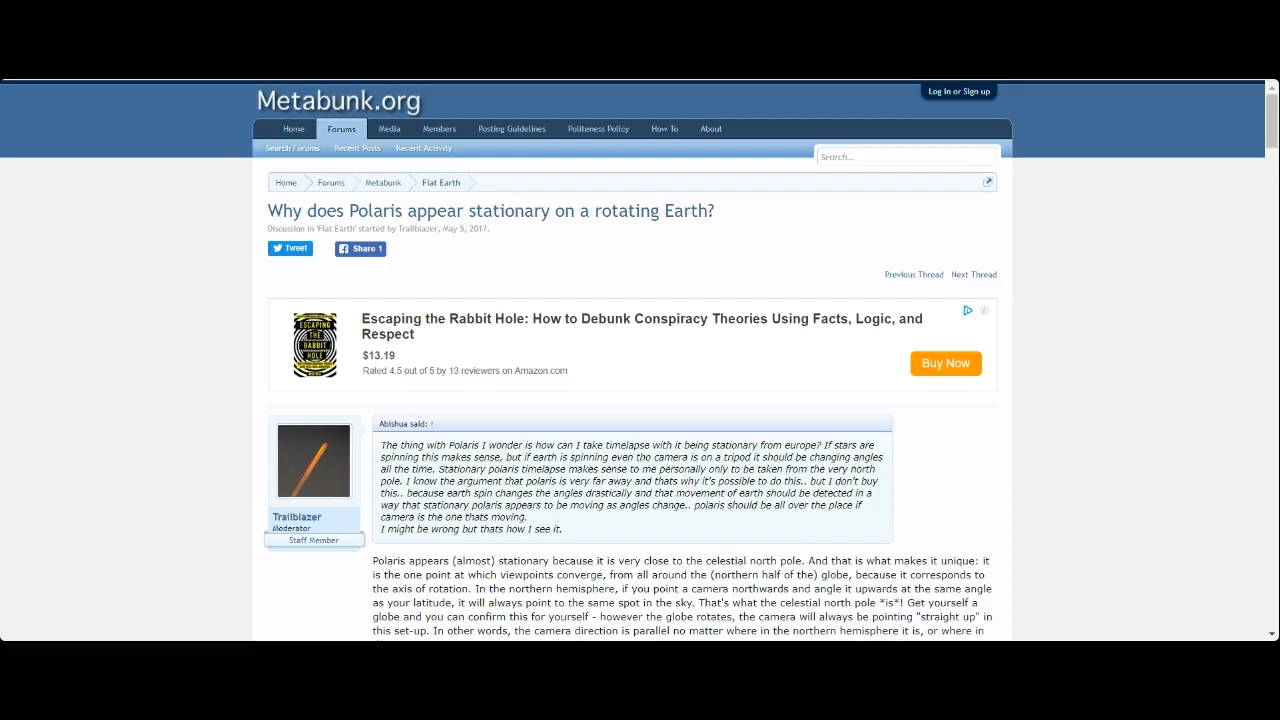 Metabunk.org
Log in or Sign up
Home Forums Media Members Posting Guidelines Politeness Policy How To About
Search Forums Recent Posts Recent Activity
Search...
Home Forums Metabunk Flat Earth
Why does Polaris appear stationary on a rotating Earth?
Discussion in 'Flat Earth' started by Trailblazer, May 5, 2017.
Tweet Share 1
Previous Thread Next Thread
ESCAPING THE RABBIT HOLE
Escaping the Rabbit Hole: How to Debunk Conspiracy Theories Using Facts, Logic, and
Respect
$13.19
Rated 4.5 out of 5 by 13 reviewers on Amazon.com
Buy Now
Trailblazer
Moderator
Staff Member
Abishua said: ↑
The thing with Polaris I wonder is how can I take timelapse with it being stationary from europe? If stars are
spinning this makes sense, but if earth is spinning even tho camera is on a tripod it should be changing angles
all the time. Stationary polaris timelapse makes sense to me personally only to be taken from the very north
pole. I know the argument that polaris is very far away and thats why it's possible to do this.. but I don't buy
this.. because earth spin changes the angles drastically and that movement of earth should be detected in a
way that stationary polaris appears to be moving as angles change.. polaris should be all over the place if
camera is the one thats moving.
I might be wrong but thats how I see it.
Polaris appears (almost) stationary because it is very close to the celestial north pole. And that is what makes it unique: it
is the one point at which viewpoints converge, from all around the (northern half of the) globe, because it corresponds to
the axis of rotation. In the northern hemisphere, if you point a camera northwards and angle it upwards at the same angle
as your latitude, it will always point to the same spot in the sky. That's what the celestial north pole *is*! Get yourself a
globe and you can confirm this for yourself - however the globe rotates, the camera will always be pointing "straight up" in
this set-up. In other words, the camera direction is parallel no matter where in the northern hemisphere it is, or where in